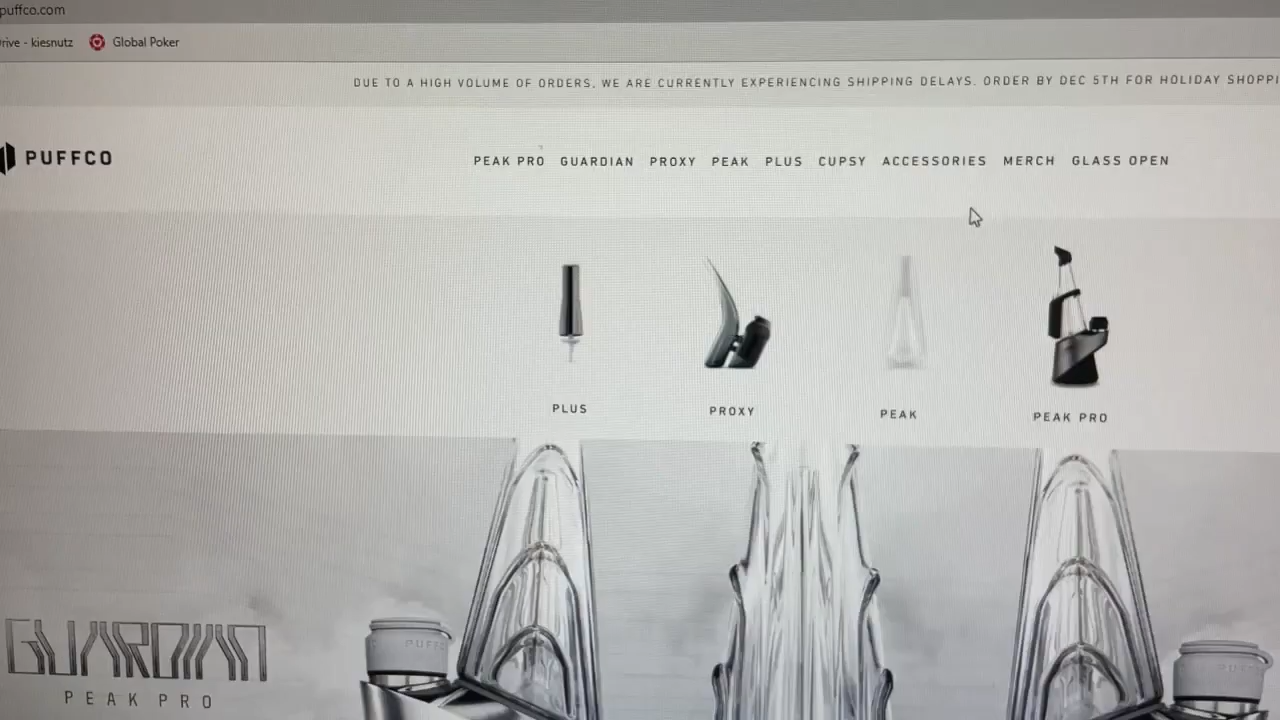 puffco.com
rive - kiesnutz Global Poker
DUE TO A HIGH VOLUME OF ORDERS, WE ARE CURRENTLY EXPERIENCING SHIPPING DELAYS. ORDER BY DEC 5TH FOR HOLIDAY SHOPPI
PUFFCO
PEAK PRO GUARDIAN PROXY PEAK PLUS CUPSY ACCESSORIES MERCH GLASS OPEN
PLUS PROXY PEAK PEAK PRO
GUARDIAN
PEAK PRO
PUFFC